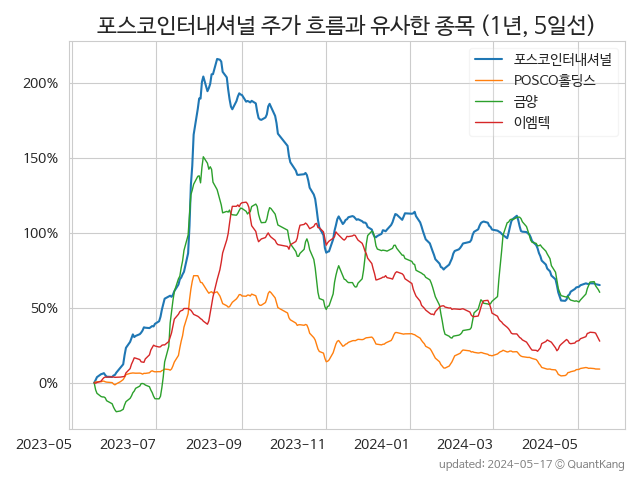 포스코인터내셔널 주가 흐름과 유사한 종목 (1년, 5일선)
포스코인터내셔널
POSCO홀딩스
금양
이엠텍
200%
150%
100%
50%
0%
2023-05 2023-07 2023-09 2023-11 2024-01 2024-03 2024-05
updated: 2024-05-17 © QuantKang